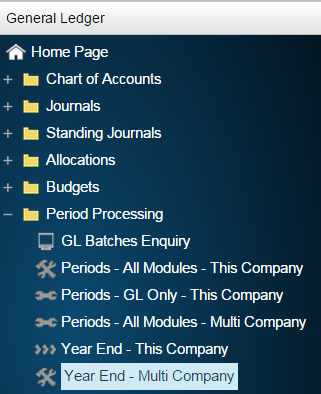 General Ledger
Home Page
Chart of Accounts
Journals
Standing Journals
Allocations
Budgets
Period Processing
GL Batches Enquiry
Periods - All Modules - This Company
Periods - GL Only - This Company
Periods - All Modules - Multi Company
Year End - This Company
Year End - Multi Company